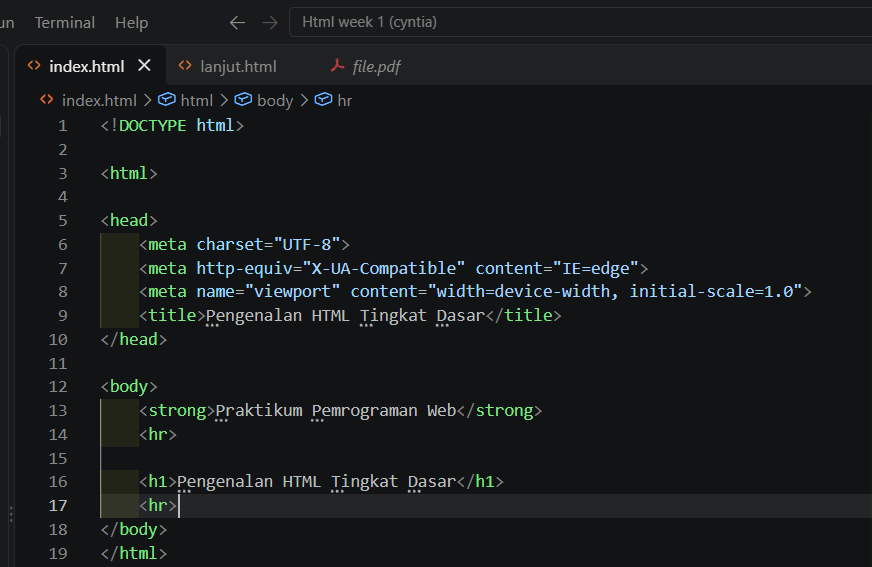 un Terminal Help Html week 1 (cyntia)
index.html lanjut.html file.pdf
index.html html body hr
1 <!DOCTYPE html>
2
3 <html>
4
5 <head>
6 <meta charset="UTF-8">
7 <meta http-equiv="X-UA-Compatible" content="IE=edge">
8 <meta name="viewport" content="width=device-width, initial-scale=1.0">
9 <title>Pengenalan HTML Tingkat Dasar</title>
10 </head>
11
12 <body>
13 <strong>Praktikum Pemrograman Web</strong>
14 <hr>
15
16 <h1>Pengenalan HTML Tingkat Dasar</h1>
17 <hr>
18 </body>
19 </html>